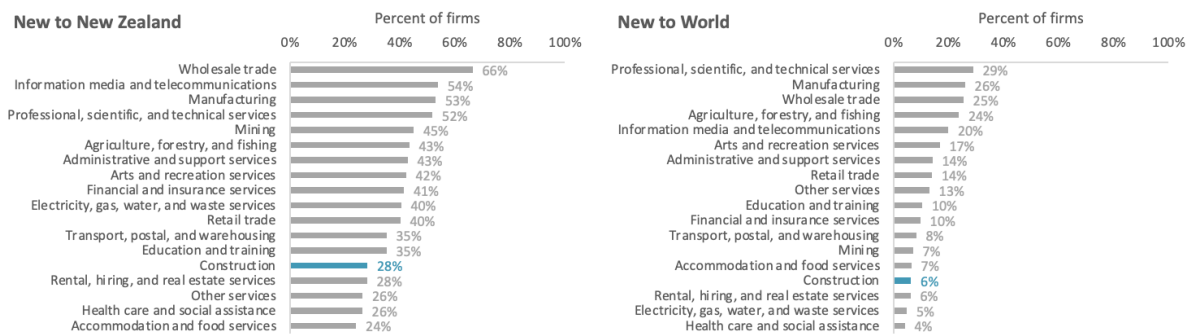 New to New Zealand
Percent of firms
0% 20% 40% 60% 80% 100%
Wholesale trade 66%
Information media and telecommunications 54%
Manufacturing 53%
Professional, scientific, and technical services 52%
Mining 45%
Agriculture, forestry, and fishing 43%
Administrative and support services 43%
Arts and recreation services 42%
Financial and insurance services 41%
Electricity, gas, water, and waste services 40%
Retail trade 40%
Transport, postal, and warehousing 35%
Education and training 35%
Construction 28%
Rental, hiring, and real estate services 28%
Other services 26%
Health care and social assistance 26%
Accommodation and food services 24%
New to World
Percent of firms
0% 20% 40% 60% 80% 100%
Professional, scientific, and technical services 29%
Manufacturing 26%
Wholesale trade 25%
Agriculture, forestry, and fishing 24%
Information media and telecommunications 20%
Arts and recreation services 17%
Administrative and support services 14%
Retail trade 14%
Other services 13%
Education and training 10%
Financial and insurance services 10%
Transport, postal, and warehousing 8%
Mining 7%
Accommodation and food services 7%
Construction 6%
Rental, hiring, and real estate services 6%
Electricity, gas, water, and waste services 5%
Health care and social assistance 4%